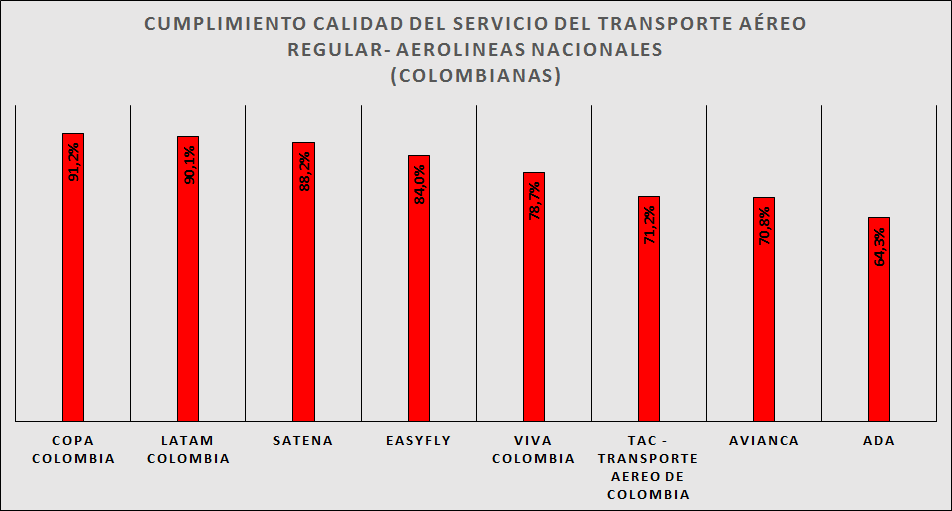 CUMPLIMIENTO CALIDAD DEL SERVICIO DEL TRANSPORTE AÉREO
REGULAR- AEROLINEAS NACIONALES
(COLOMBIANAS)
91,2%
90,1%
88,2%
84,0%
78,7%
71,2%
70,8%
64,3%
COPA
COLOMBIA
LATAM
COLOMBIA
SATENA
EASYFLY
VIVA
COLOMBIA
TAC -
TRANSPORTE
AEREO DE
COLOMBIA
AVIANCA
ADA